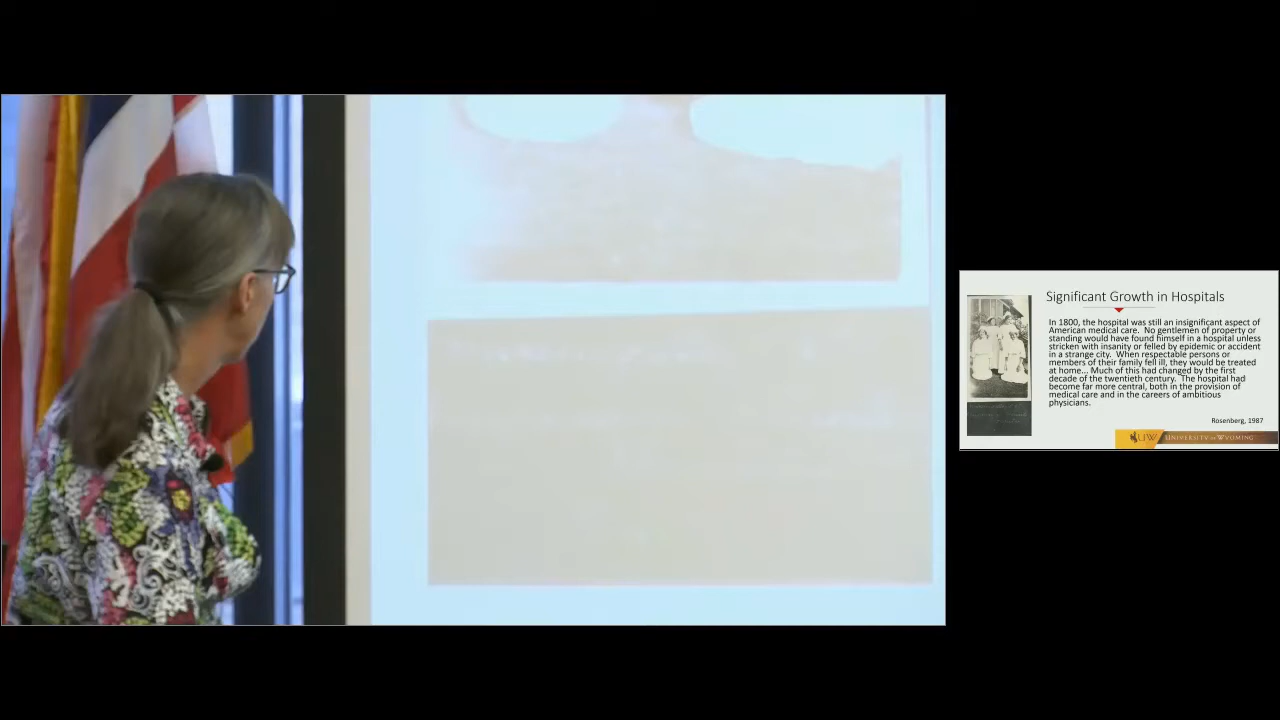 Significant Growth in Hospitals
In 1800, the hospital was still an insignificant aspect of
American medical care. No gentlemen of property or
standing would have found himself in a hospital unless
stricken with insanity or felled by epidemic or accident
in a strange city. When respectable persons or
members of their family fell ill, they would be treated
at home... Much of this had changed by the first
decade of the twentieth century. The hospital had
become far more central, both in the provision of
medical care and in the careers of ambitious
physicians.
Rosenberg, 1987
UW UNIVERSITY OF WYOMING